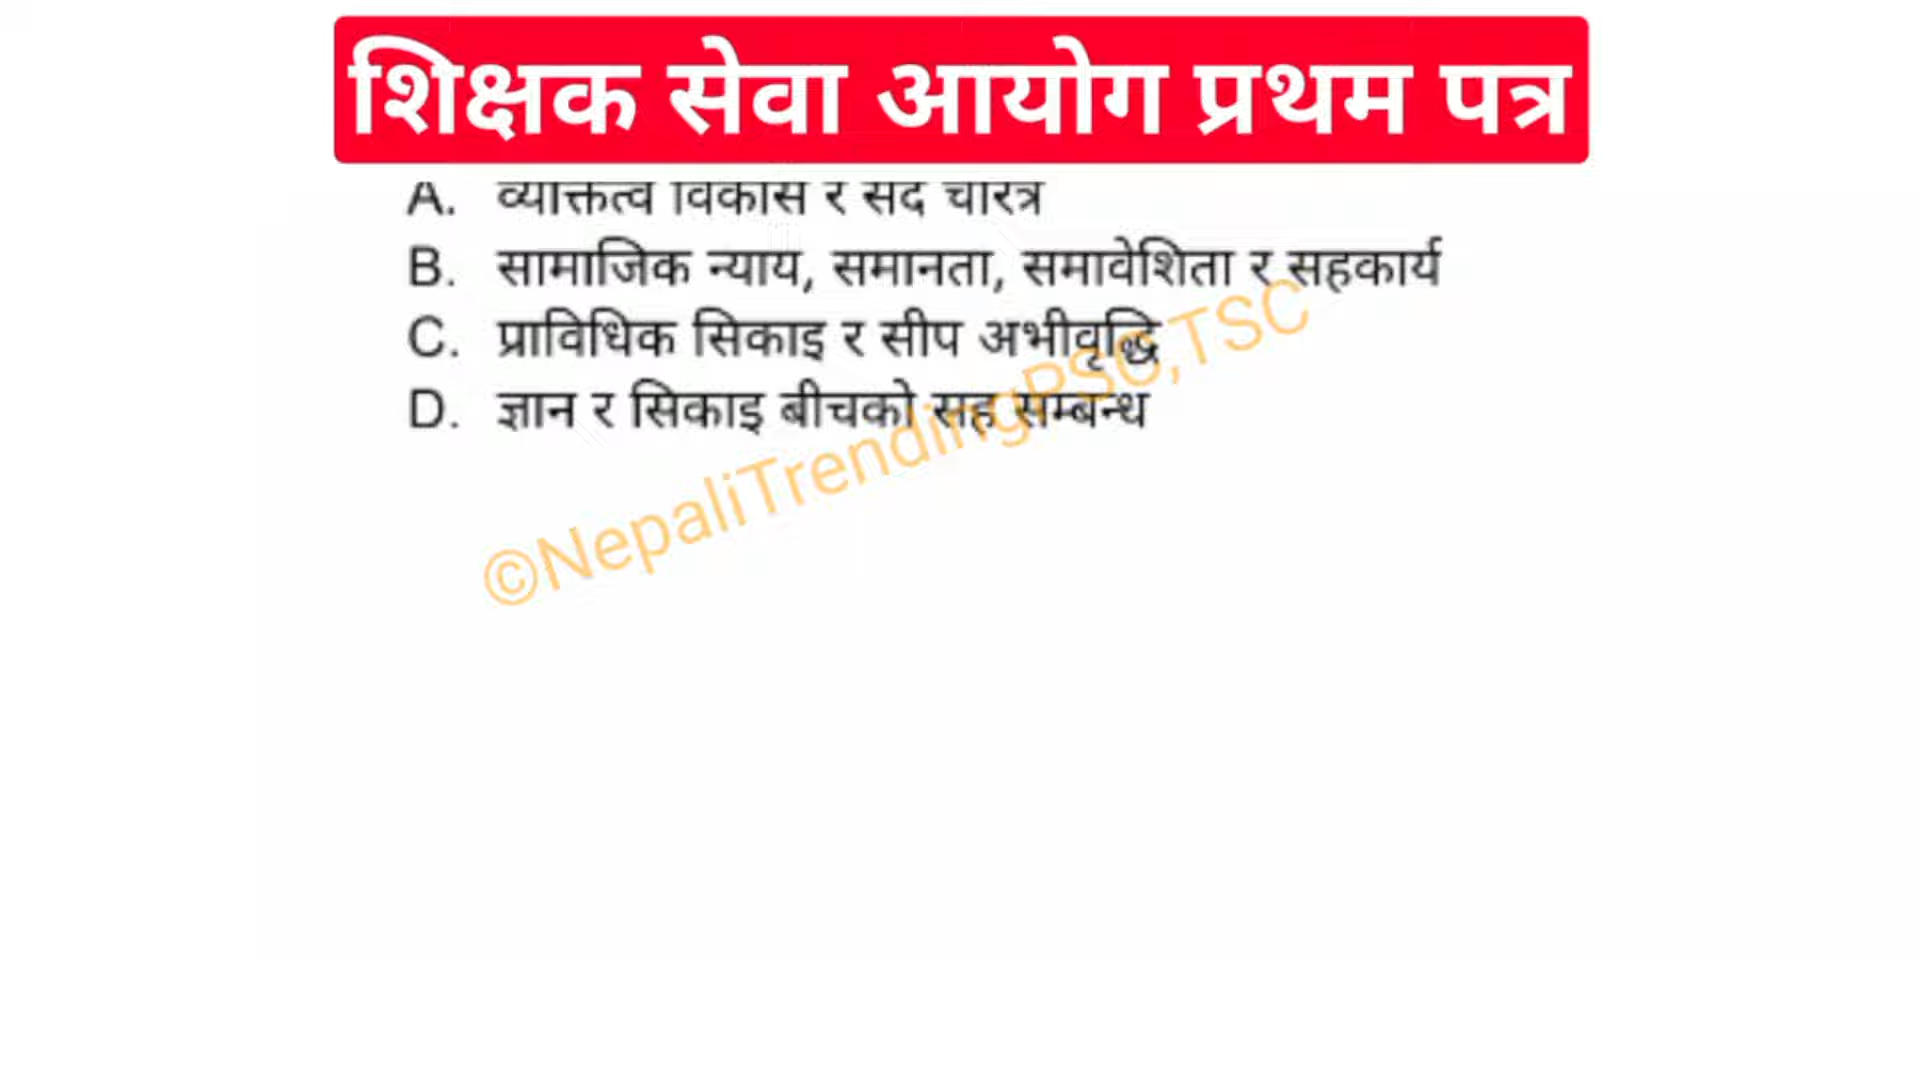 शिक्षक सेवा आयोग प्रथम पत्र
A. व्यक्तित्व विकास र सद चरित्र
B. सामाजिक न्याय, समानता, समावेशिता र सहकार्य
C. प्राविधिक सिकाइ र सीप अभीवृद्धि
D. ज्ञान र सिकाइ बीचको सह सम्बन्ध
©NepaliTrendingPSC,TSC